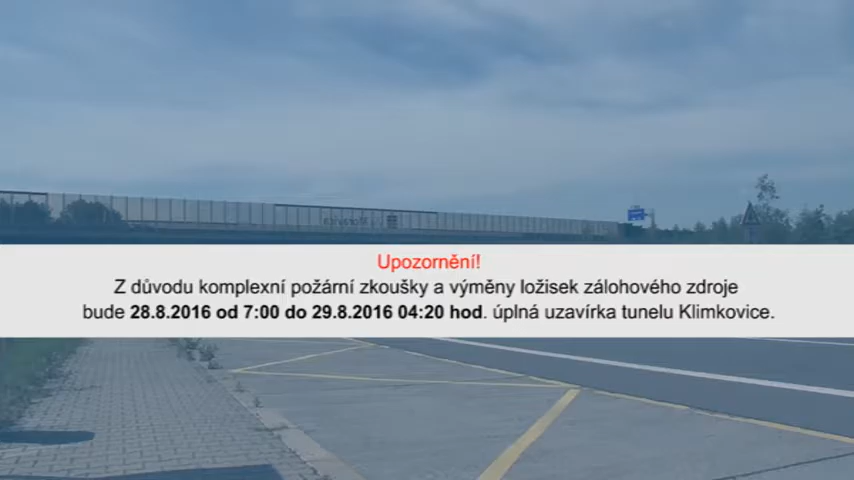 Upozornění!
Z důvodu komplexní požární zkoušky a výměny ložisek zálohového zdroje
bude 28.8.2016 od 7:00 do 29.8.2016 04:20 hod. úplná uzavírka tunelu Klimkovice.